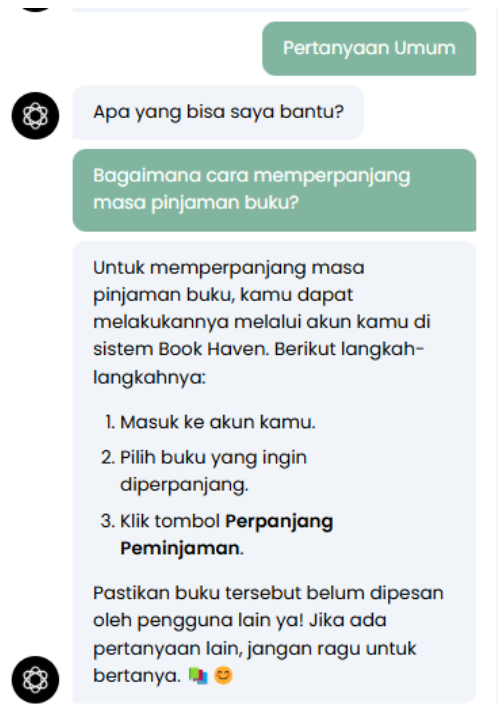 Pertanyaan Umum
Apa yang bisa saya bantu?
Bagaimana cara memperpanjang
masa pinjaman buku?
Untuk memperpanjang masa
pinjaman buku, kamu dapat
melakukannya melalui akun kamu di
sistem Book Haven. Berikut langkah-
langkahnya:
1. Masuk ke akun kamu.
2. Pilih buku yang ingin
diperpanjang.
3. Klik tombol Perpanjang
Peminjaman.
Pastikan buku tersebut belum dipesan
oleh pengguna lain ya! Jika ada
pertanyaan lain, jangan ragu untuk
bertanya. 📚 😊